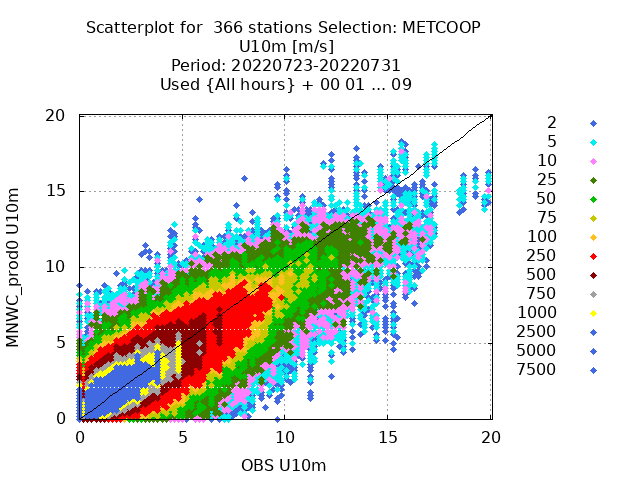 Scatterplot for  366 stations Selection: METCOOP
U10m [m/s]
Period: 20220723-20220731
Used {All hours} + 00 01 ... 09
20
15
10
5
0
0 5 10 15 20
MNWC_prod0 U10m
OBS U10m
2
5
10
25
50
75
100
250
500
750
1000
2500
5000
7500